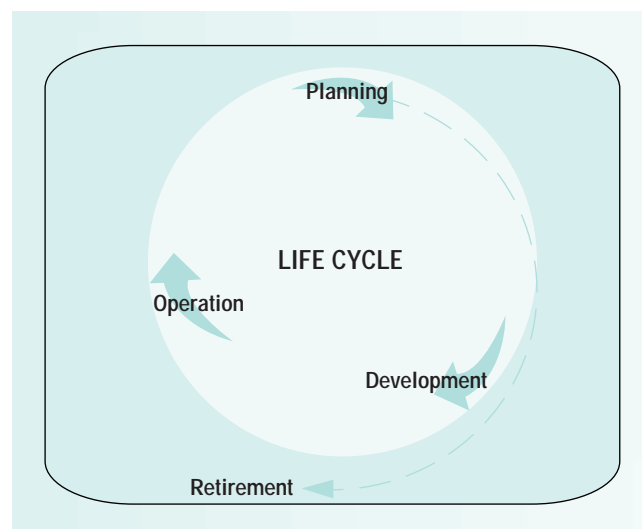 Planning
LIFE CYCLE
Operation
Development
Retirement